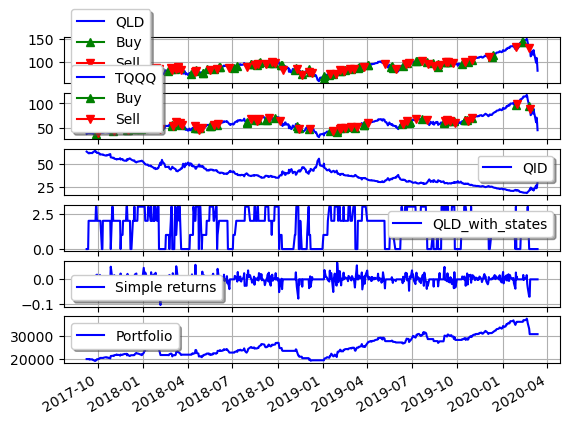 QLD
Buy
Sell
150
100
TQQQ
Buy
Sell
100
50
QID
50
25
QLD_with_states
2.5
0.0
Simple returns
0.0
−0.1
Portfolio
30000
20000
2017-10 2018-01 2018-04 2018-07 2018-10 2019-01 2019-04 2019-07 2019-10 2020-01 2020-04